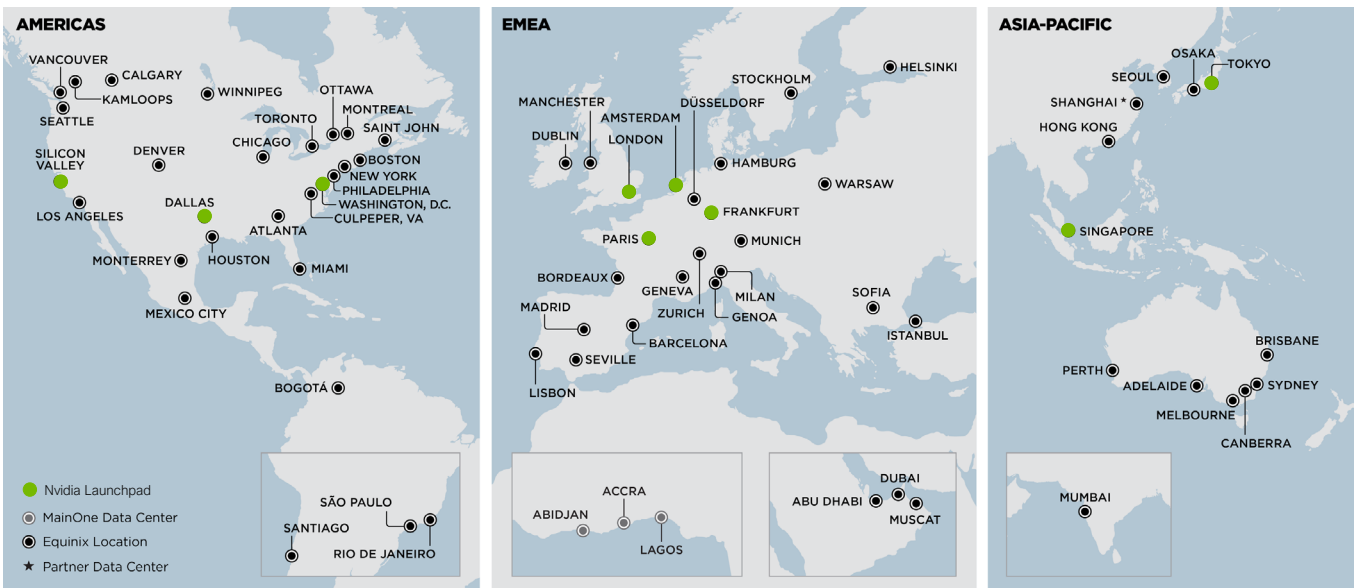 AMERICAS
VANCOUVER
CALGARY
KAMLOOPS
WINNIPEG
SEATTLE
OTTAWA
MONTREAL
TORONTO
SAINT JOHN
CHICAGO
DENVER
SILICON
VALLEY
BOSTON
NEW YORK
PHILADELPHIA
WASHINGTON, D.C.
CULPEPER, VA
DALLAS
LOS ANGELES
ATLANTA
MONTERREY
HOUSTON
MIAMI
MEXICO CITY
BOGOTÁ
SÃO PAULO
SANTIAGO
RIO DE JANEIRO
Nvidia Launchpad
MainOne Data Center
Equinix Location
★ Partner Data Center
EMEA
HELSINKI
STOCKHOLM
MANCHESTER
DÜSSELDORF
AMSTERDAM
DUBLIN
LONDON
HAMBURG
WARSAW
FRANKFURT
PARIS
MUNICH
BORDEAUX
GENEVA
MILAN
ZURICH
GENOA
SOFIA
MADRID
ISTANBUL
BARCELONA
SEVILLE
LISBON
ACCRA
ABIDJAN
LAGOS
DUBAI
ABU DHABI
MUSCAT
ASIA-PACIFIC
OSAKA
TOKYO
SEOUL
SHANGHAI ★
HONG KONG
SINGAPORE
BRISBANE
PERTH
ADELAIDE
SYDNEY
MELBOURNE
CANBERRA
MUMBAI